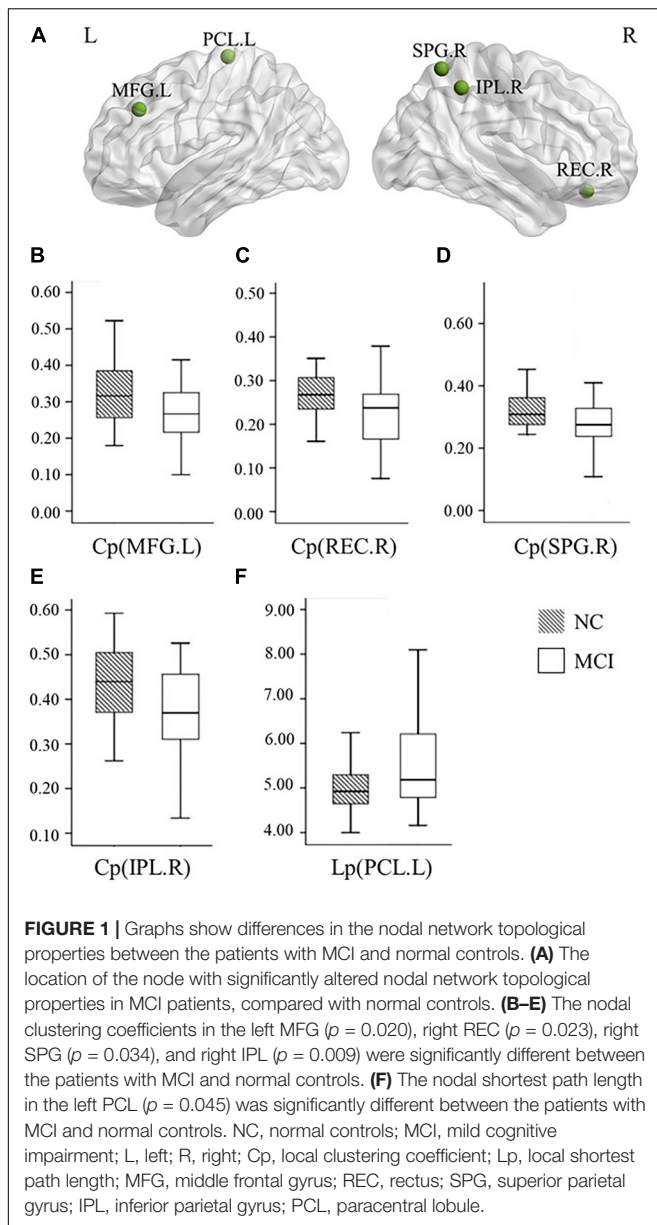 A
L
R
PCL.L
MFG.L
SPG.R
IPL.R
REC.R
B
0.60
0.50
0.40
0.30
0.20
0.10
0.00
Cp(MFG.L)
C
0.50
0.40
0.30
0.20
0.10
0.00
Cp(REC.R)
D
0.60
0.40
0.20
0.00
Cp(SPG.R)
E
0.60
0.50
0.40
0.30
0.20
0.10
Cp(IPL.R)
F
9.00
8.00
7.00
6.00
5.00
4.00
Lp(PCL.L)
NC
MCI
FIGURE 1 | Graphs show differences in the nodal network topological
properties between the patients with MCI and normal controls. (A) The
location of the node with significantly altered nodal network topological
properties in MCI patients, compared with normal controls. (B–E) The nodal
clustering coefficients in the left MFG (p = 0.020), right REC (p = 0.023), right
SPG (p = 0.034), and right IPL (p = 0.009) were significantly different between
the patients with MCI and normal controls. (F) The nodal shortest path length
in the left PCL (p = 0.045) was significantly different between the patients with
MCI and normal controls. NC, normal controls; MCI, mild cognitive
impairment; L, left; R, right; Cp, local clustering coefficient; Lp, local shortest
path length; MFG, middle frontal gyrus; REC, rectus; SPG, superior parietal
gyrus; IPL, inferior parietal gyrus; PCL, paracentral lobule.